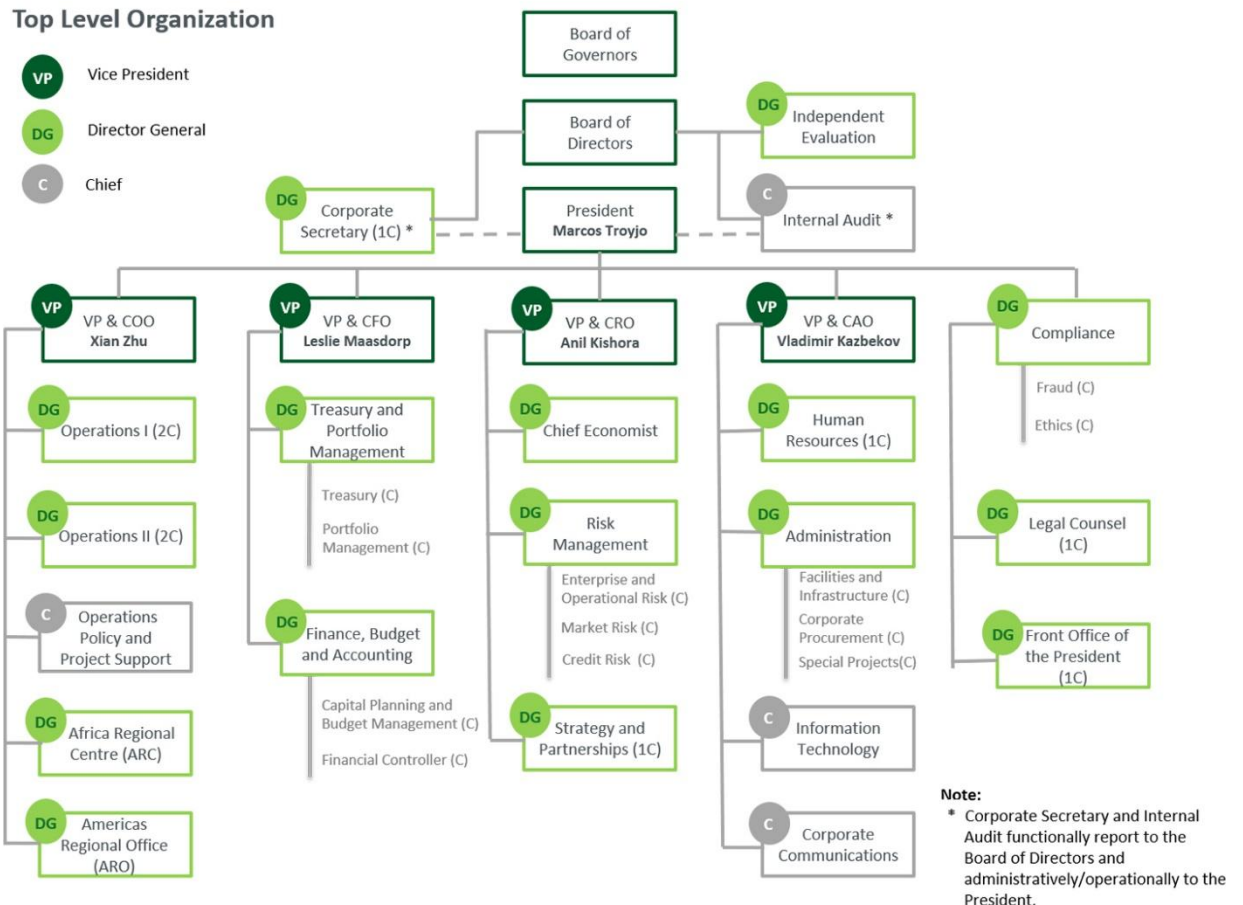 Top Level Organization
VP
Vice President
DG
Director General
C
Chief
Board of
Governors
Board of
Directors
DG
Independent
Evaluation
DG
Corporate
Secretary (1C) *
President
Marcos Troyjo
C
Internal Audit *
VP
VP & COO
Xian Zhu
VP
VP & CFO
Leslie Maasdorp
VP
VP & CRO
Anil Kishora
VP
VP & CAO
Vladimir Kazbekov
DG
Compliance
Fraud (C)
Ethics (C)
DG
Operations I (2C)
DG
Treasury and
Portfolio
Management
Treasury (C)
Portfolio
Management (C)
DG
Chief Economist
DG
Human
Resources (1C)
DG
Operations II (2C)
DG
Risk
Management
Enterprise and
Operational Risk (C)
Market Risk (C)
Credit Risk (C)
DG
Administration
Facilities and
Infrastructure (C)
Corporate
Procurement (C)
Special Projects(C)
DG
Legal Counsel
(1C)
C
Operations
Policy and
Project Support
DG
Finance, Budget
and Accounting
Capital Planning and
Budget Management (C)
Financial Controller (C)
DG
Front Office of
the President
(1C)
DG
Africa Regional
Centre (ARC)
DG
Strategy and
Partnerships (1C)
C
Information
Technology
DG
Americas
Regional Office
(ARO)
C
Corporate
Communications
Note:
* Corporate Secretary and Internal
Audit functionally report to the
Board of Directors and
administratively/operationally to the
President.